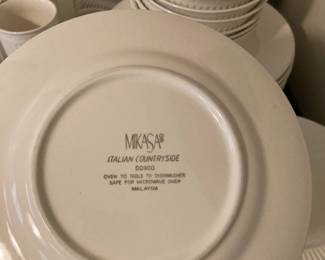 MIKASA®
ITALIAN COUNTRYSIDE
DD900
OVEN TO TABLE TO DISHWASHER
SAFE FOR MICROWAVE OVEN
MALAYSIA